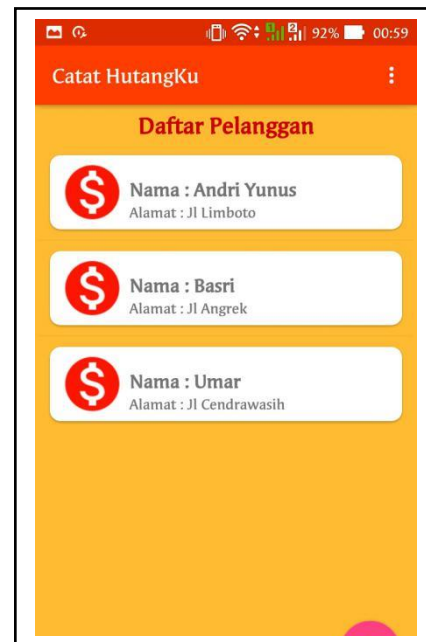 92% 00:59
Catat HutangKu
Daftar Pelanggan
Nama : Andri Yunus
Alamat : Jl Limboto
Nama : Basri
Alamat : Jl Angrek
Nama : Umar
Alamat : Jl Cendrawasih